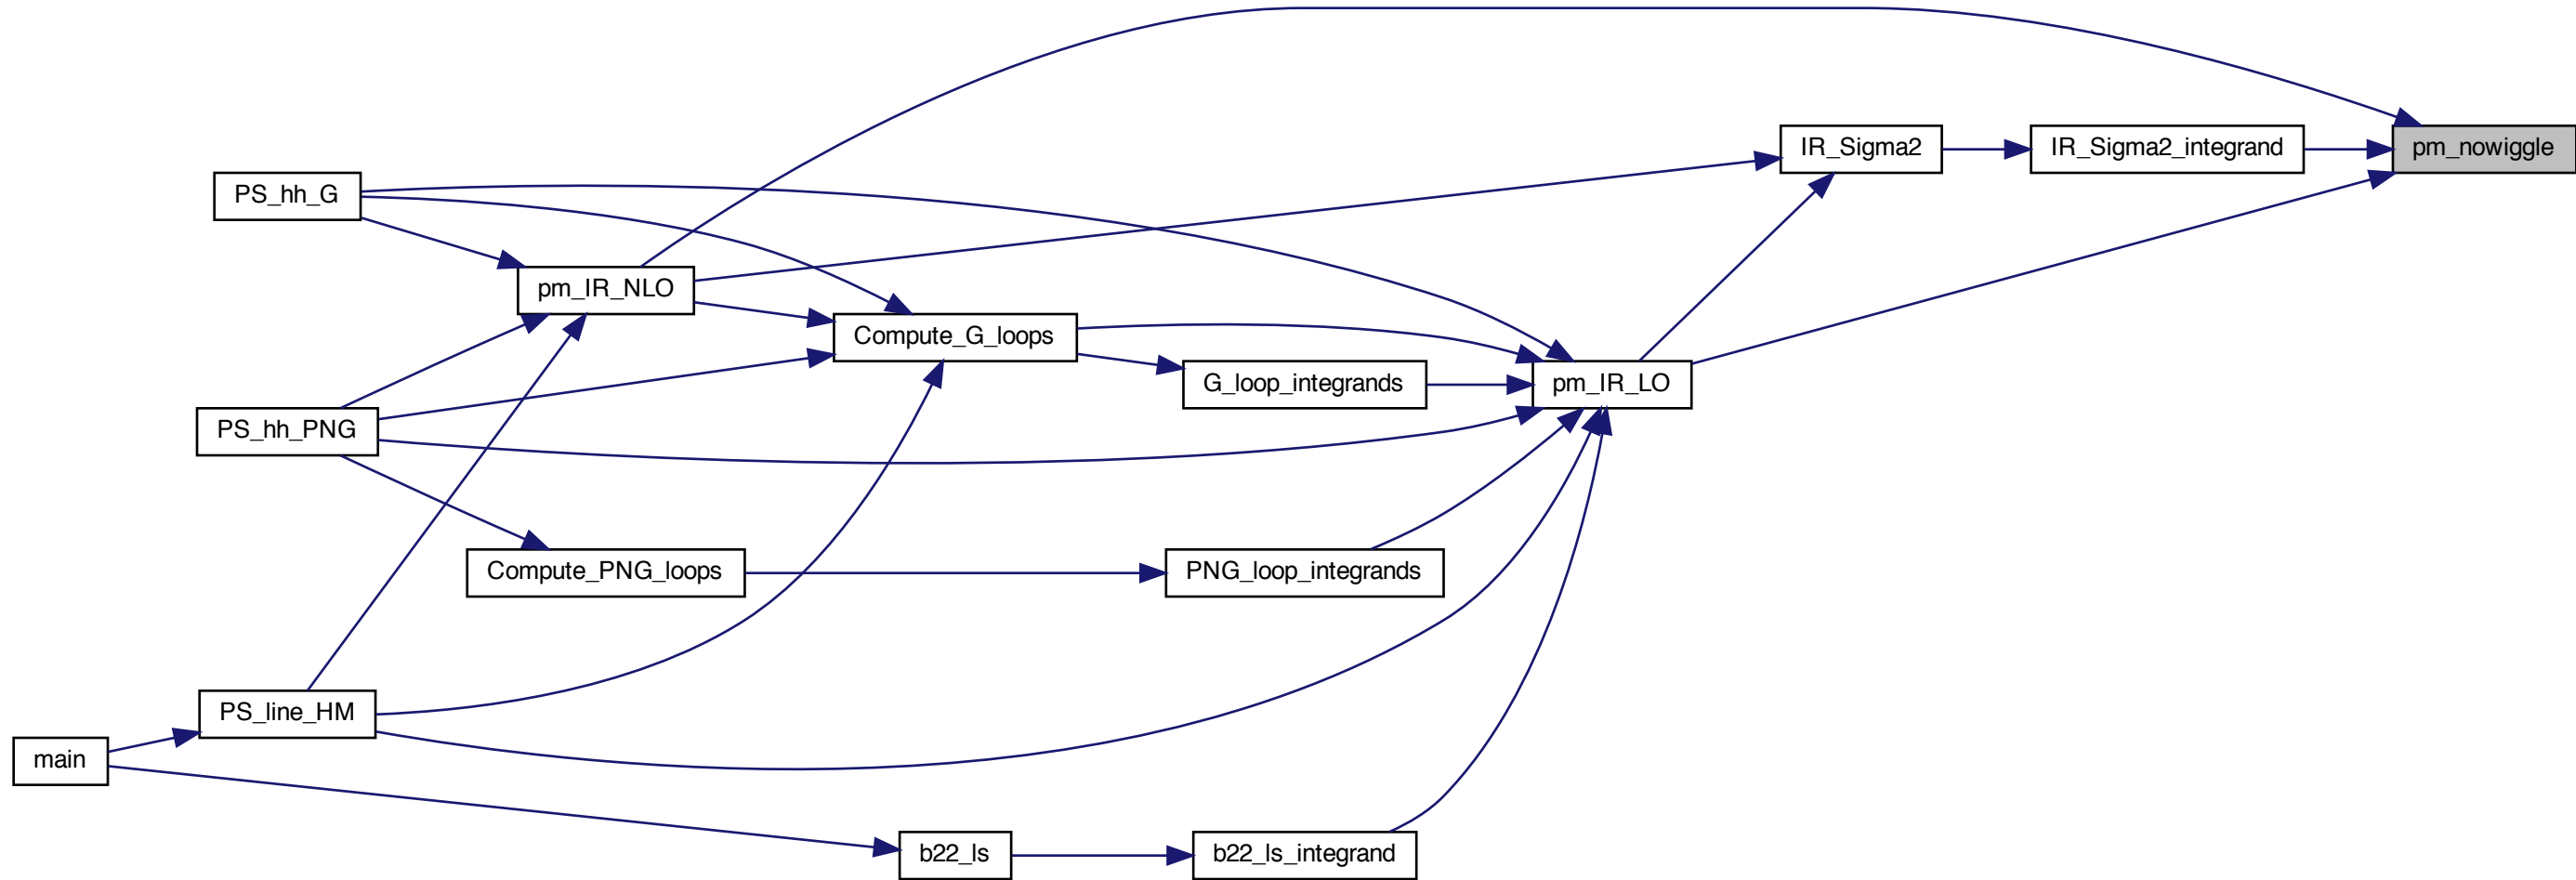 IR_Sigma2
IR_Sigma2_integrand
pm_nowiggle
PS_hh_G
pm_IR_NLO
Compute_G_loops
G_loop_integrands
pm_IR_LO
PS_hh_PNG
Compute_PNG_loops
PNG_loop_integrands
PS_line_HM
main
b22_ls
b22_ls_integrand